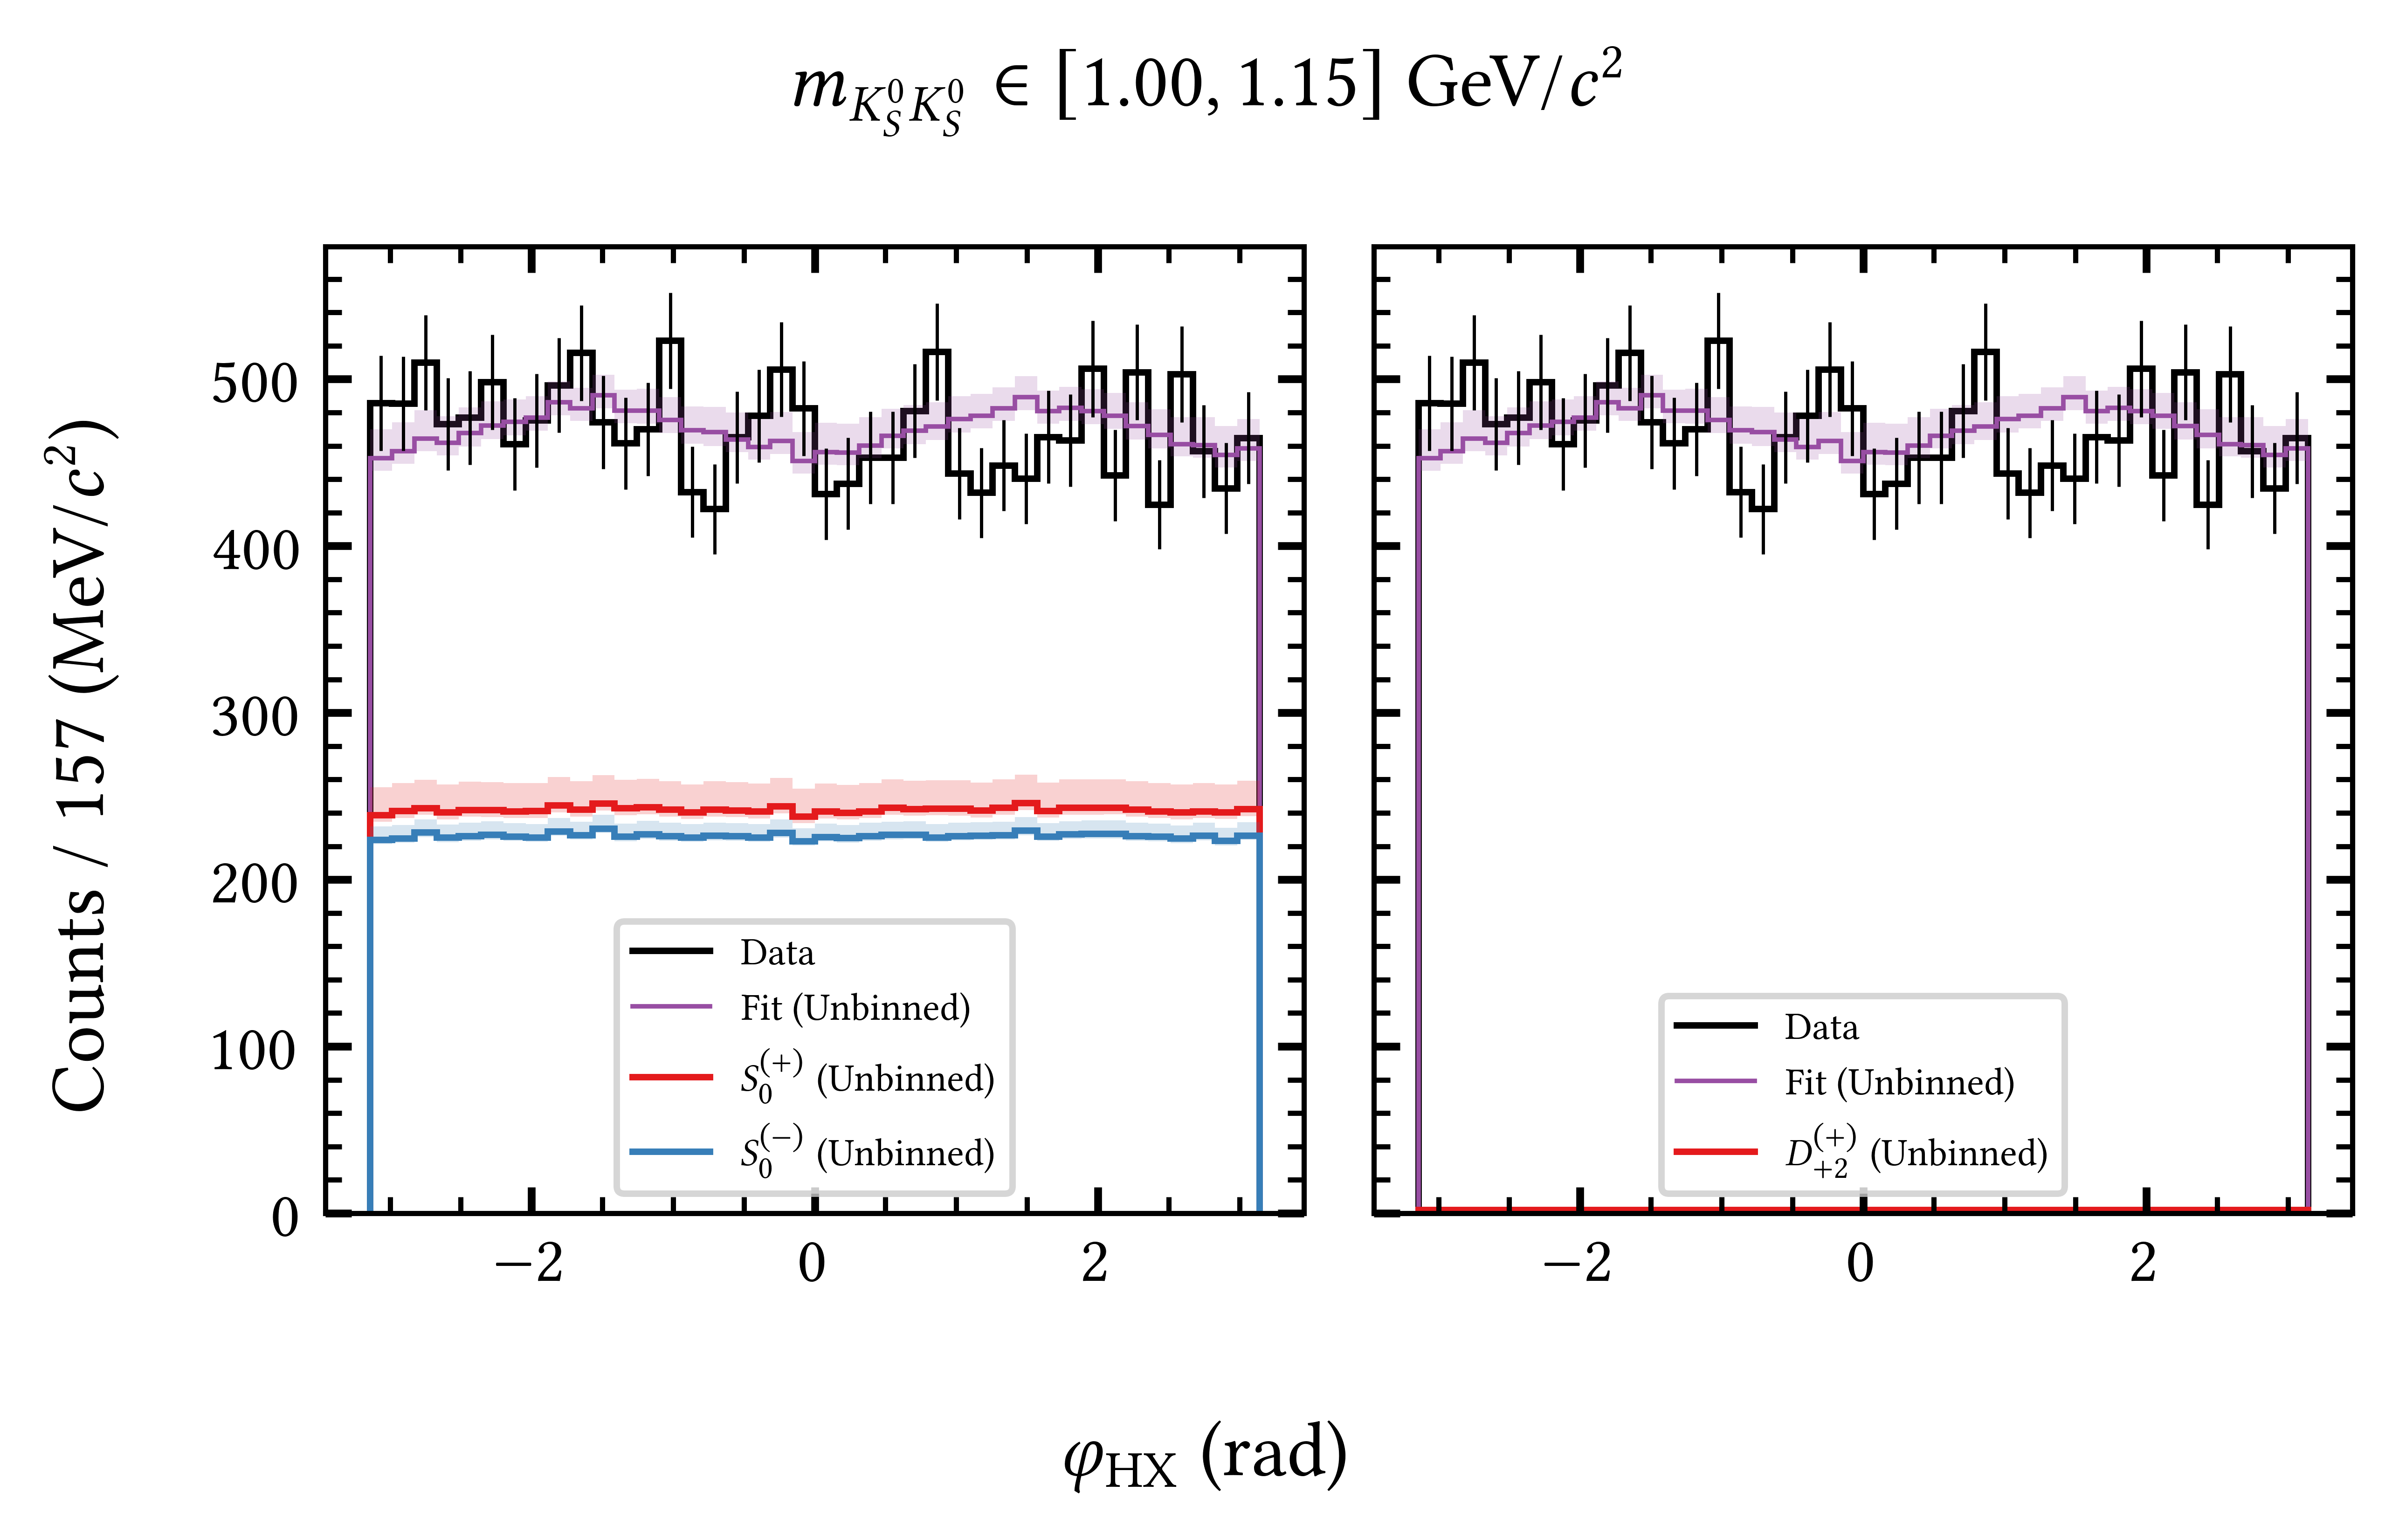 m_{K_S^0 K_S^0} ∈ [1.00, 1.15] GeV/c²
Counts / 157 (MeV/c²)
500
400
300
200
100
0
Data
Fit (Unbinned)
S_0^{(+)} (Unbinned)
S_0^{(−)} (Unbinned)
−2
0
2
Data
Fit (Unbinned)
D_{+2}^{(+)} (Unbinned)
−2
0
2
φ_{HX} (rad)